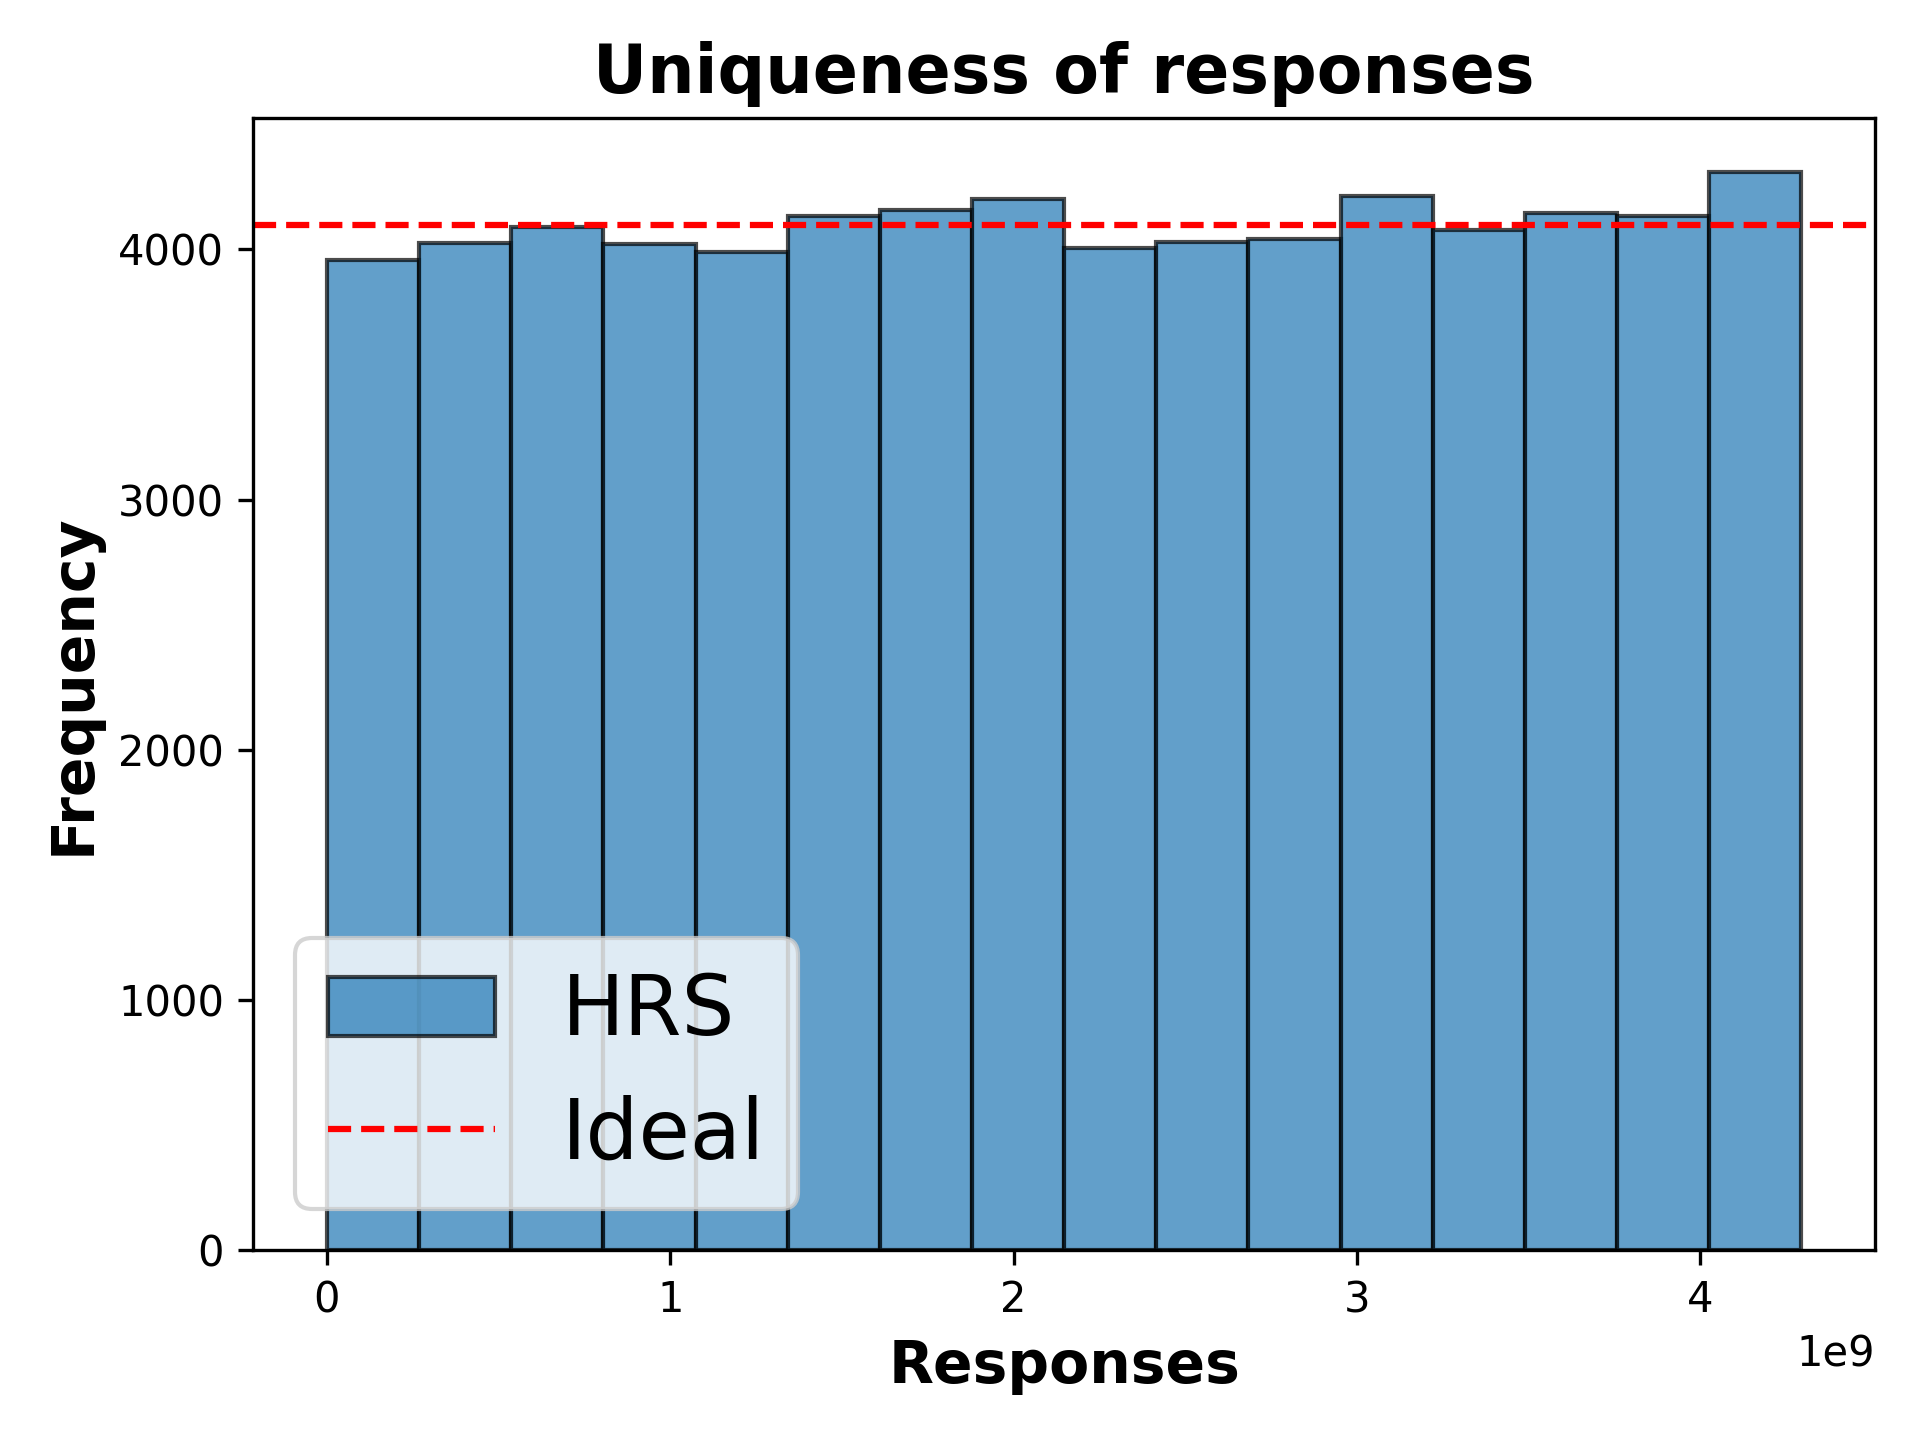 Uniqueness of responses
Frequency
4000
3000
2000
1000
0
HRS
Ideal
0 1 2 3 4
1e9
Responses